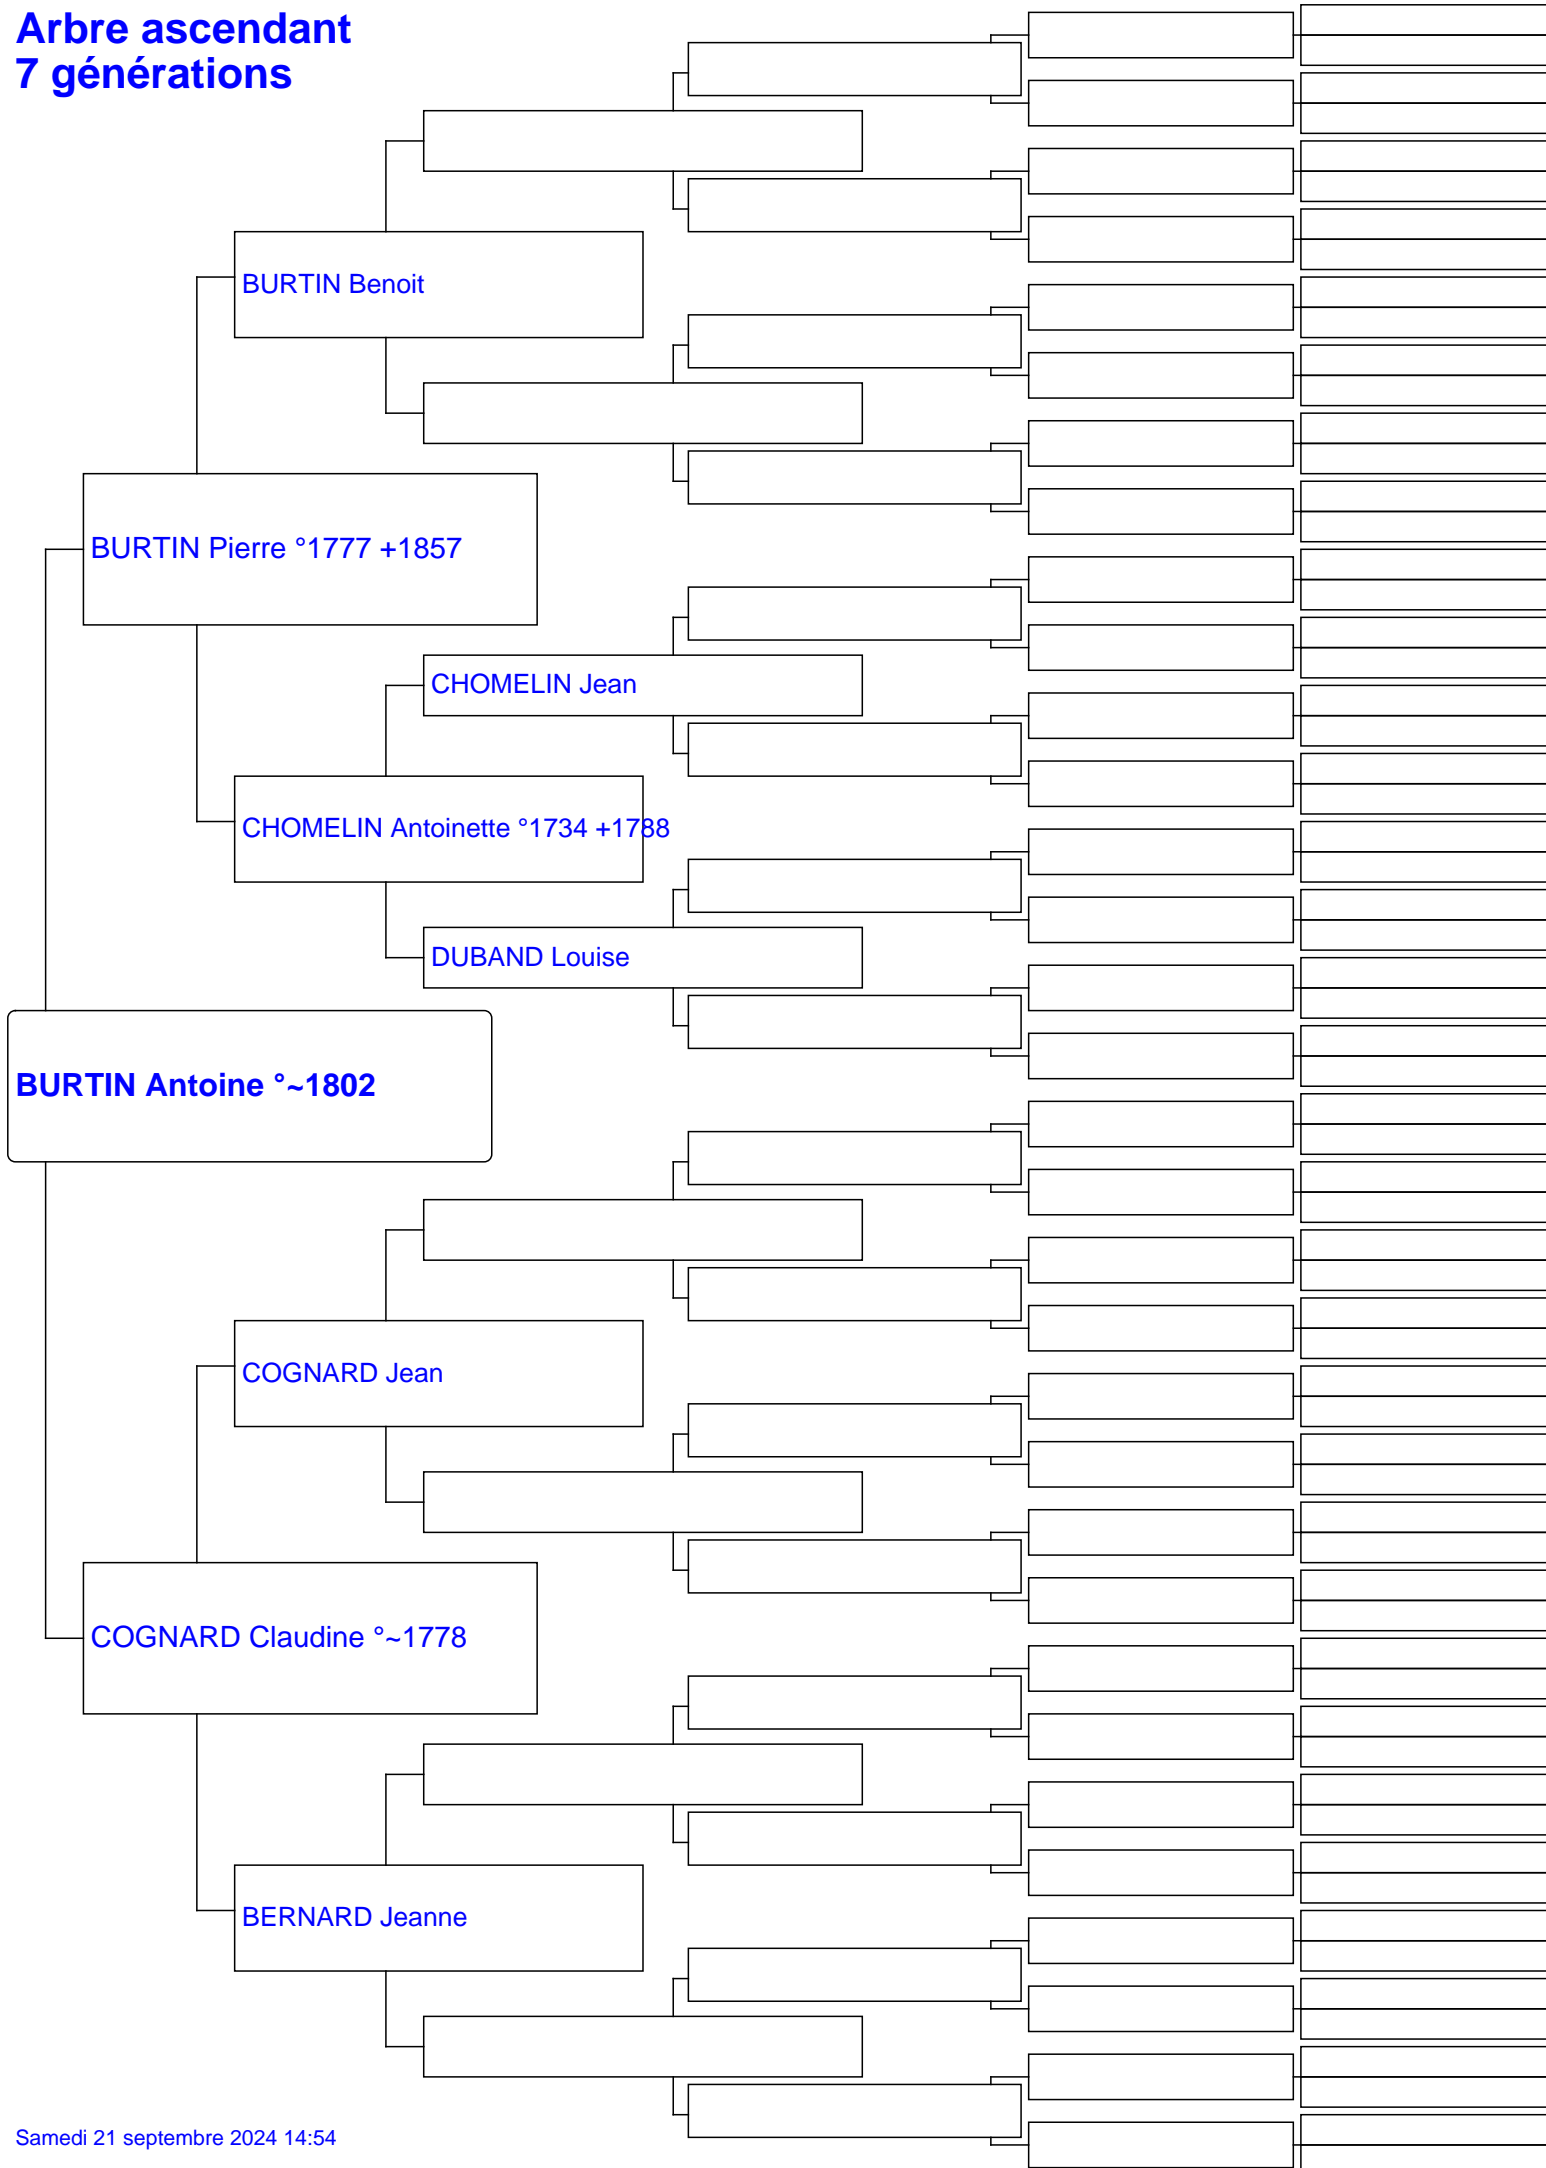 Arbre ascendant
7 générations
BURTIN Benoit
BURTIN Pierre °1777 +1857
CHOMELIN Jean
CHOMELIN Antoinette °1734 +1788
DUBAND Louise
BURTIN Antoine °~1802
COGNARD Jean
COGNARD Claudine °~1778
BERNARD Jeanne
Samedi 21 septembre 2024 14:54